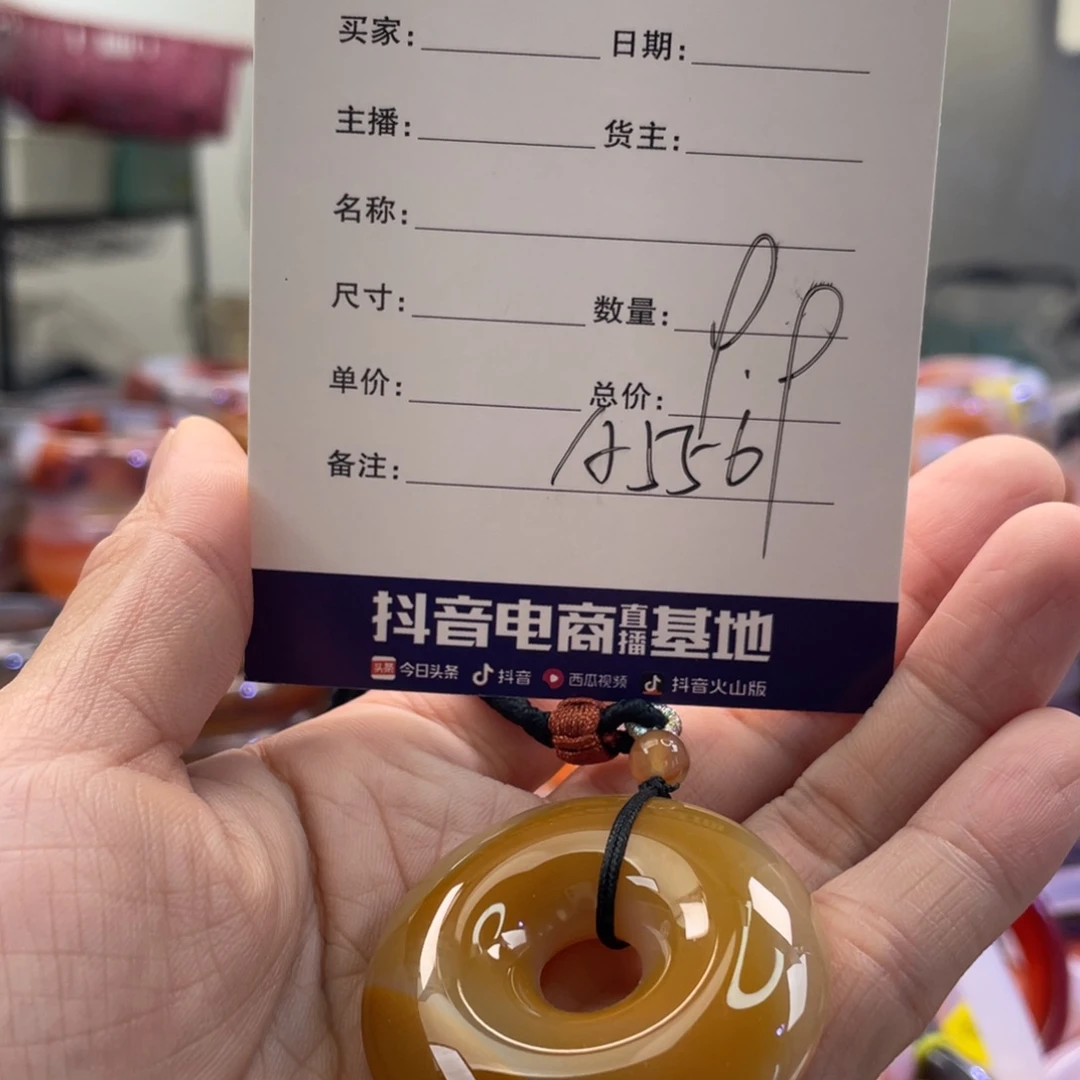 买家: 日期:
主播: 货主:
名称:
尺寸: 数量:
单价: 总价:
备注:
抖音电商直播基地
头条 今日头条 抖音 西瓜视频 抖音火山版